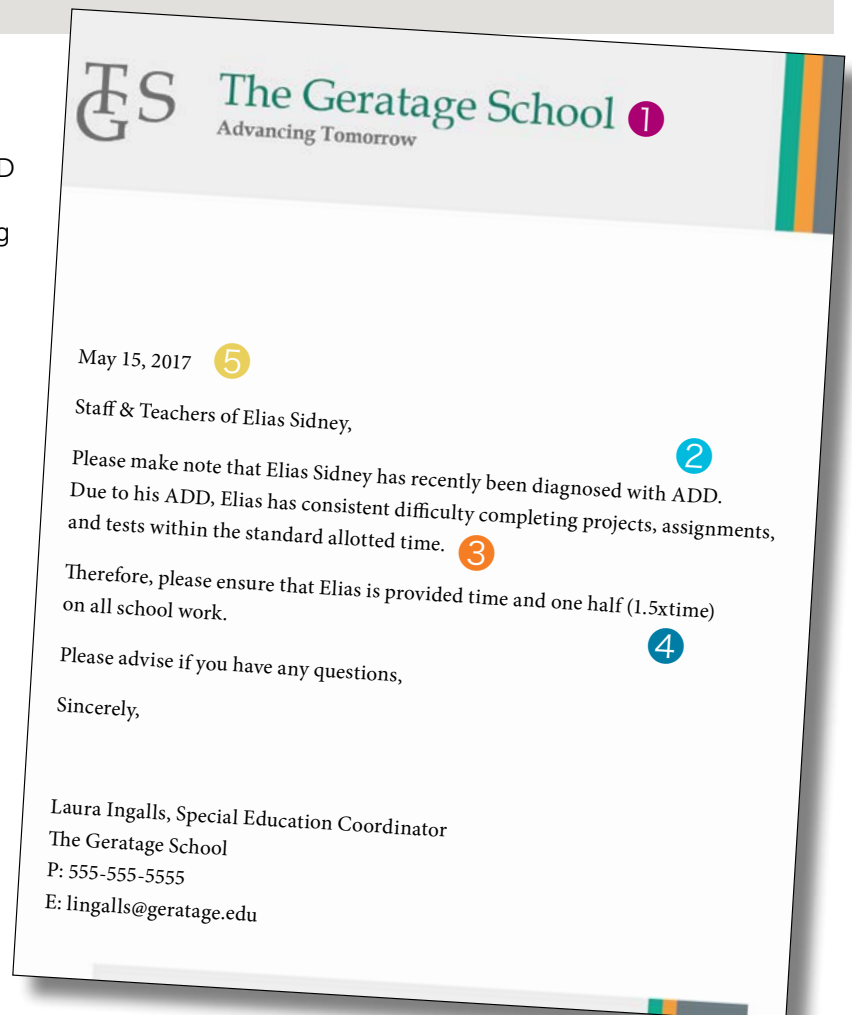 TGS
The Geratage School 1
Advancing Tomorrow
D
g
May 15, 2017 5
Staff & Teachers of Elias Sidney,
2
Please make note that Elias Sidney has recently been diagnosed with ADD.
Due to his ADD, Elias has consistent difficulty completing projects, assignments,
and tests within the standard allotted time. 3
Therefore, please ensure that Elias is provided time and one half (1.5xtime)
on all school work.
4
Please advise if you have any questions,
Sincerely,
Laura Ingalls, Special Education Coordinator
The Geratage School
P: 555-555-5555
E: lingalls@geratage.edu